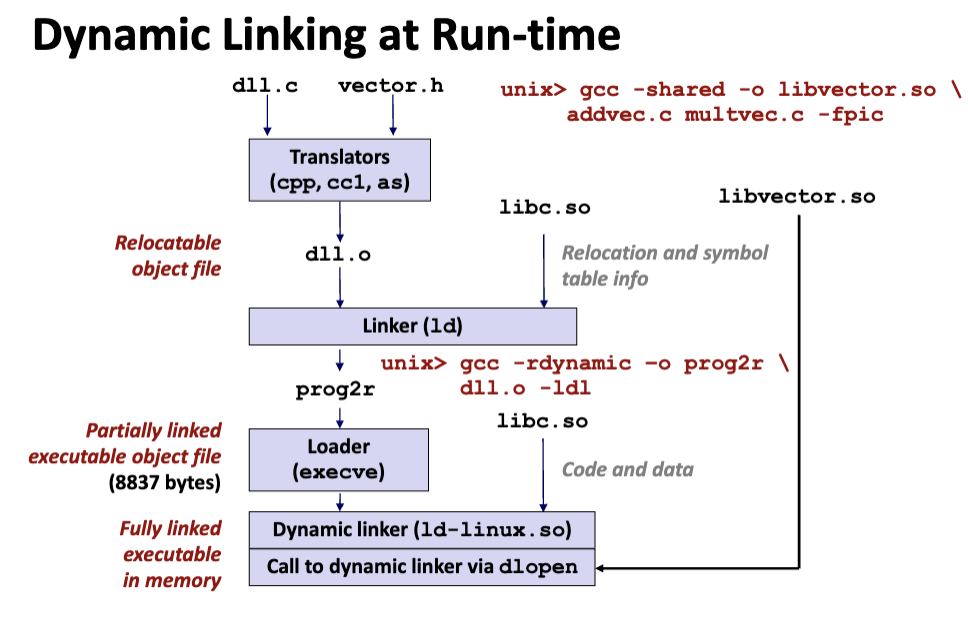 Dynamic Linking at Run-time
dll.c vector.h
unix> gcc -shared -o libvector.so \
addvec.c multvec.c -fpic
Translators
(cpp, cc1, as)
libc.so
libvector.so
Relocatable
object file
dll.o
Relocation and symbol
table info
Linker (ld)
unix> gcc -rdynamic –o prog2r \
dll.o -ldl
prog2r
libc.so
Partially linked
executable object file
(8837 bytes)
Loader
(execve)
Code and data
Fully linked
executable
in memory
Dynamic linker (ld-linux.so)
Call to dynamic linker via dlopen